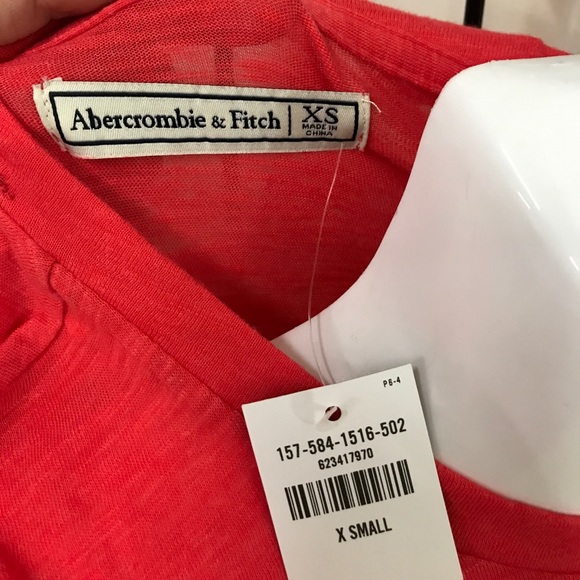 Abercrombie & Fitch | XS
MADE IN
CHINA
P6-4
157-584-1516-502
623417970
X SMALL